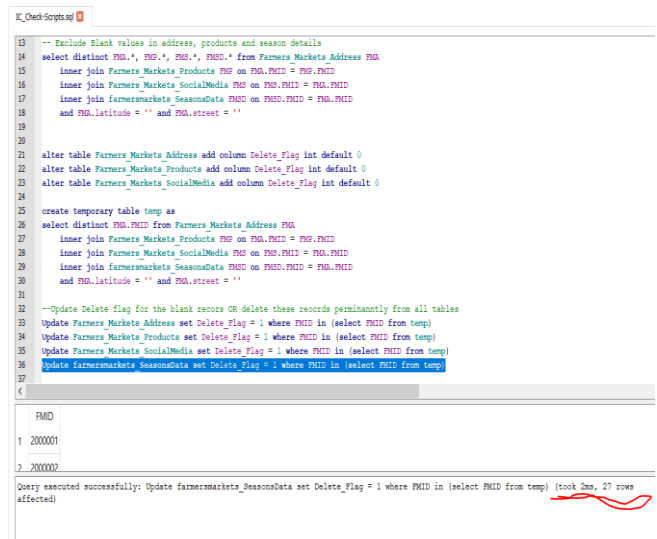 IC_Check-Scripts.sql
13 -- Exclude Blank values in address, products and season details
14 select distinct FMA.*, FMP.*, FMS.*, FMSD.* from Farmers_Markets_Address FMA
15 inner join Farmers_Markets_Products FMP on FMA.FMID = FMP.FMID
16 inner join Farmers_Markets_SocialMedia FMS on FMS.FMID = FMA.FMID
17 inner join farmersmarkets_SeasonsData FMSD on FMSD.FMID = FMA.FMID
18 and FMA.latitude = '' and FMA.street = ''
19
20
21 alter table Farmers_Markets_Address add column Delete_Flag int default 0
22 alter table Farmers_Markets_Products add column Delete_Flag int default 0
23 alter table Farmers_Markets_SocialMedia add column Delete_Flag int default 0
24
25 create temporary table temp as
26 select distinct FMA.FMID from Farmers_Markets_Address FMA
27 inner join Farmers_Markets_Products FMP on FMA.FMID = FMP.FMID
28 inner join Farmers_Markets_SocialMedia FMS on FMS.FMID = FMA.FMID
29 inner join farmersmarkets_SeasonsData FMSD on FMSD.FMID = FMA.FMID
30 and FMA.latitude = '' and FMA.street = ''
31
32 --Update Delete flag for the blank recors OR delete these reocrds perminanntly from all tables
33 Update Farmers_Markets_Address set Delete_Flag = 1 where FMID in (select FMID from temp)
34 Update Farmers_Markets_Products set Delete_Flag = 1 where FMID in (select FMID from temp)
35 Update Farmers_Markets_SocialMedia set Delete_Flag = 1 where FMID in (select FMID from temp)
36 Update farmersmarkets_SeasonsData set Delete_Flag = 1 where FMID in (select FMID from temp)
37
FMID
1 2000001
2 2000002
Query executed successfully: Update farmersmarkets_SeasonsData set Delete_Flag = 1 where FMID in (select FMID from temp) (took 2ms, 27 rows
affected)